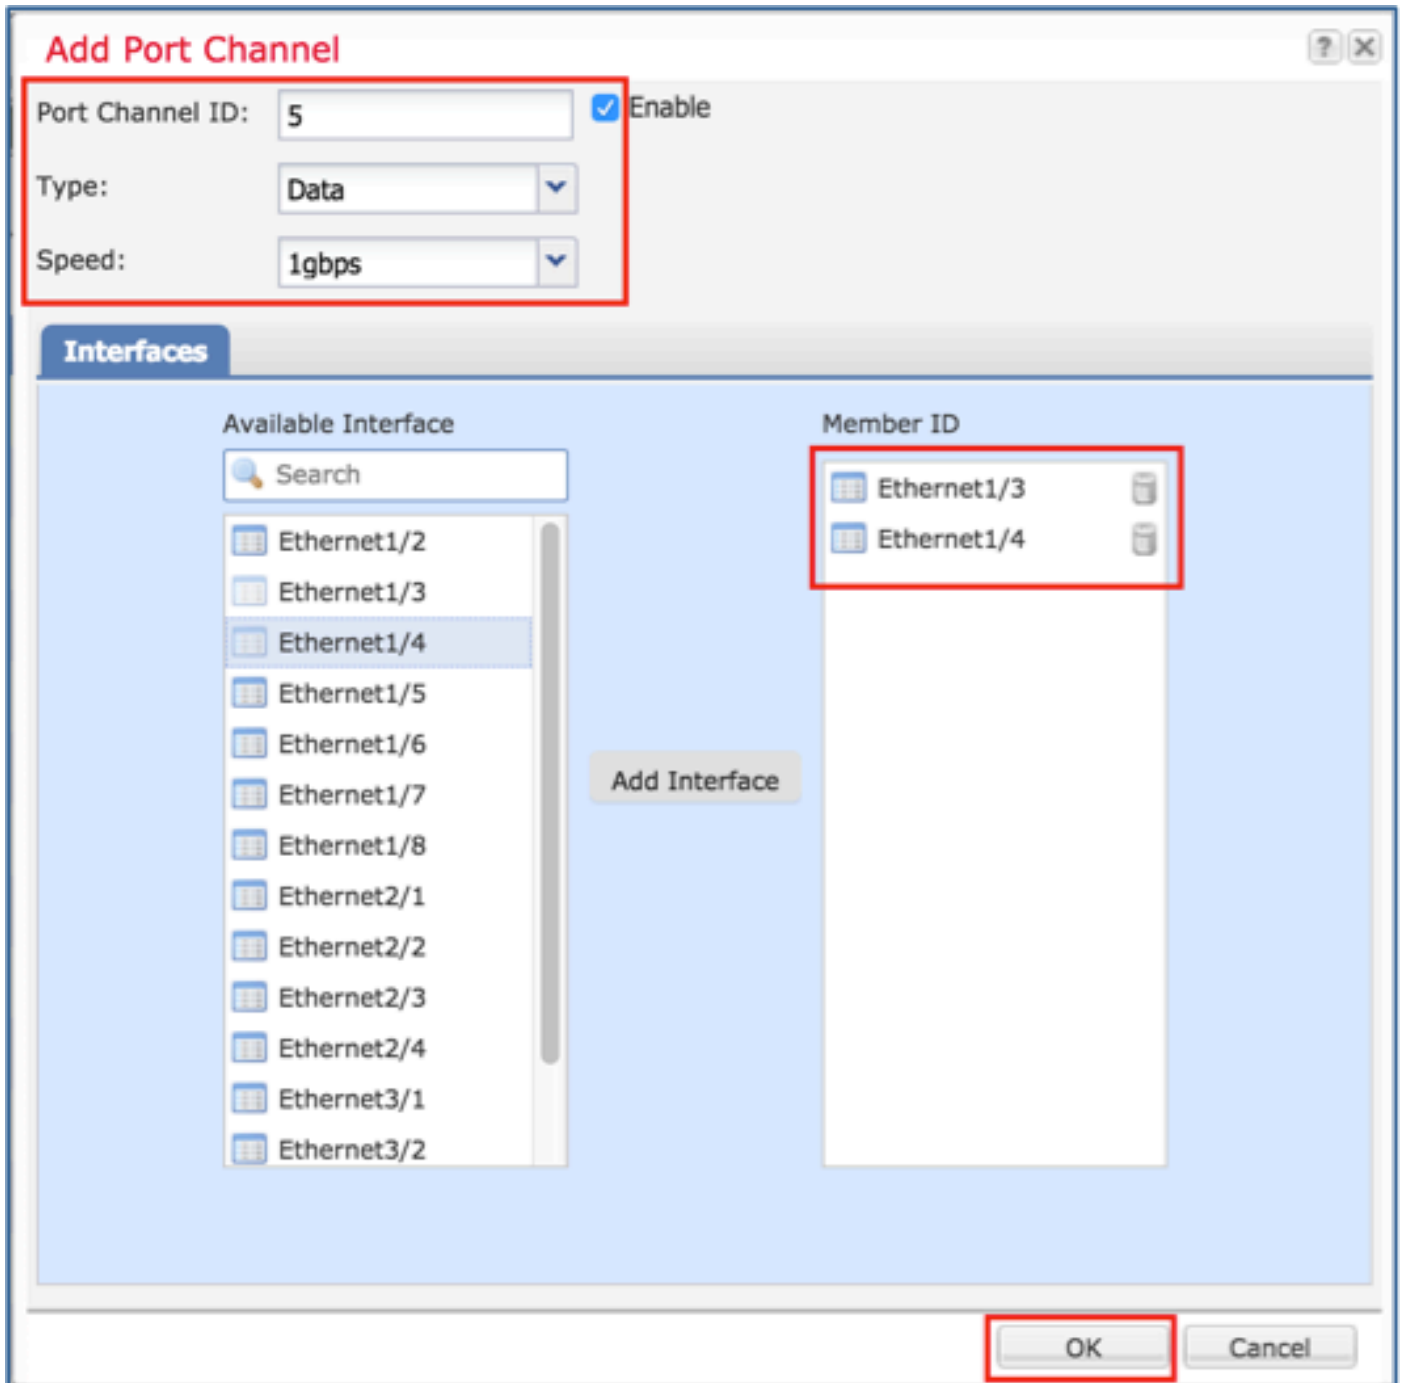 Add Port Channel
Port Channel ID: 5 Enable
Type: Data
Speed: 1gbps
Interfaces
Available Interface
Search
Ethernet1/2
Ethernet1/3
Ethernet1/4
Ethernet1/5
Ethernet1/6
Ethernet1/7
Ethernet1/8
Ethernet2/1
Ethernet2/2
Ethernet2/3
Ethernet2/4
Ethernet3/1
Ethernet3/2
Add Interface
Member ID
Ethernet1/3
Ethernet1/4
OK Cancel